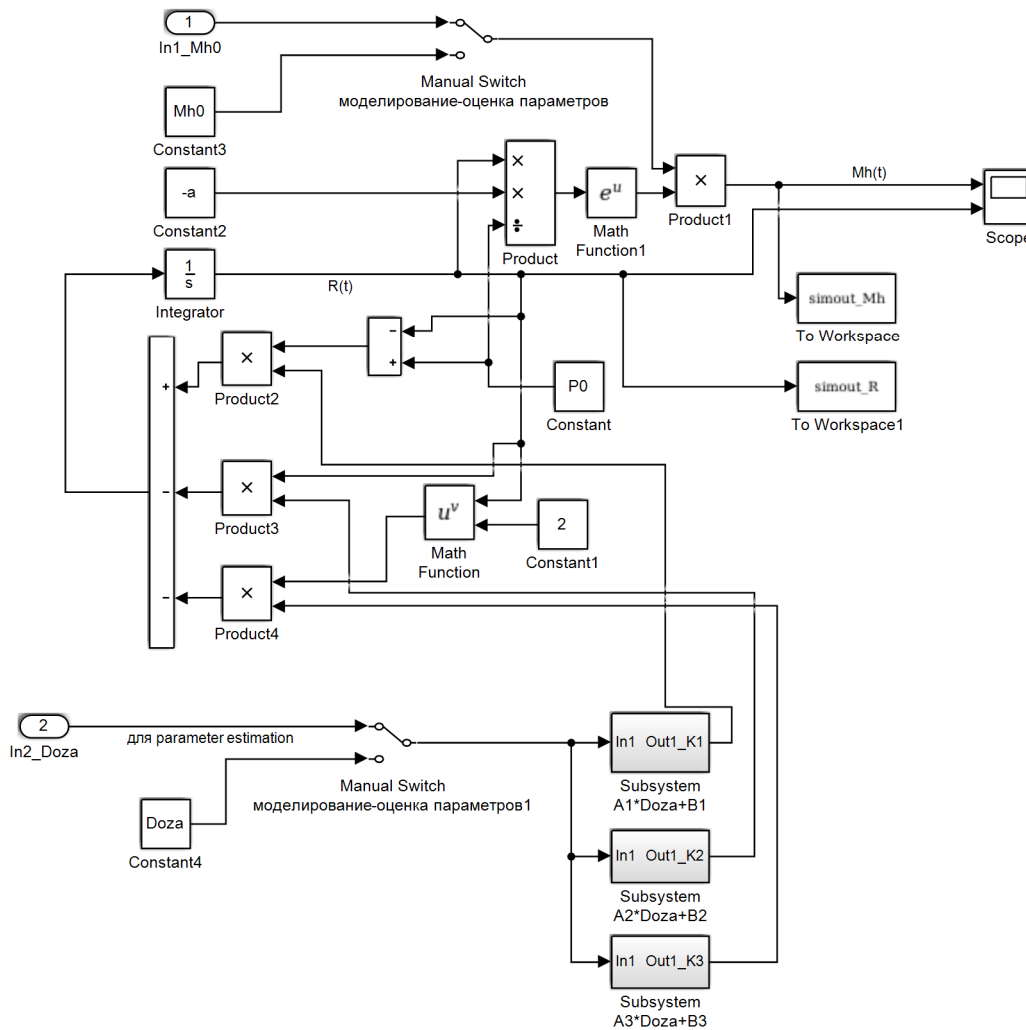 1
In1_Mh0
Manual Switch
моделирование-оценка параметров
Mh0
Constant3
-a
Constant2
×
×
÷
Product
e^u
Math
Function1
×
Product1
Mh(t)
Scope
1
s
Integrator
R(t)
simout_Mh
To Workspace
−
+
P0
Constant
simout_R
To Workspace1
+
×
Product2
−
×
Product3
u^v
Math
Function
2
Constant1
−
×
Product4
2
In2_Doza
для parameter estimation
Manual Switch
моделирование-оценка параметров1
Doza
Constant4
In1 Out1_K1
Subsystem
A1*Doza+B1
In1 Out1_K2
Subsystem
A2*Doza+B2
In1 Out1_K3
Subsystem
A3*Doza+B3